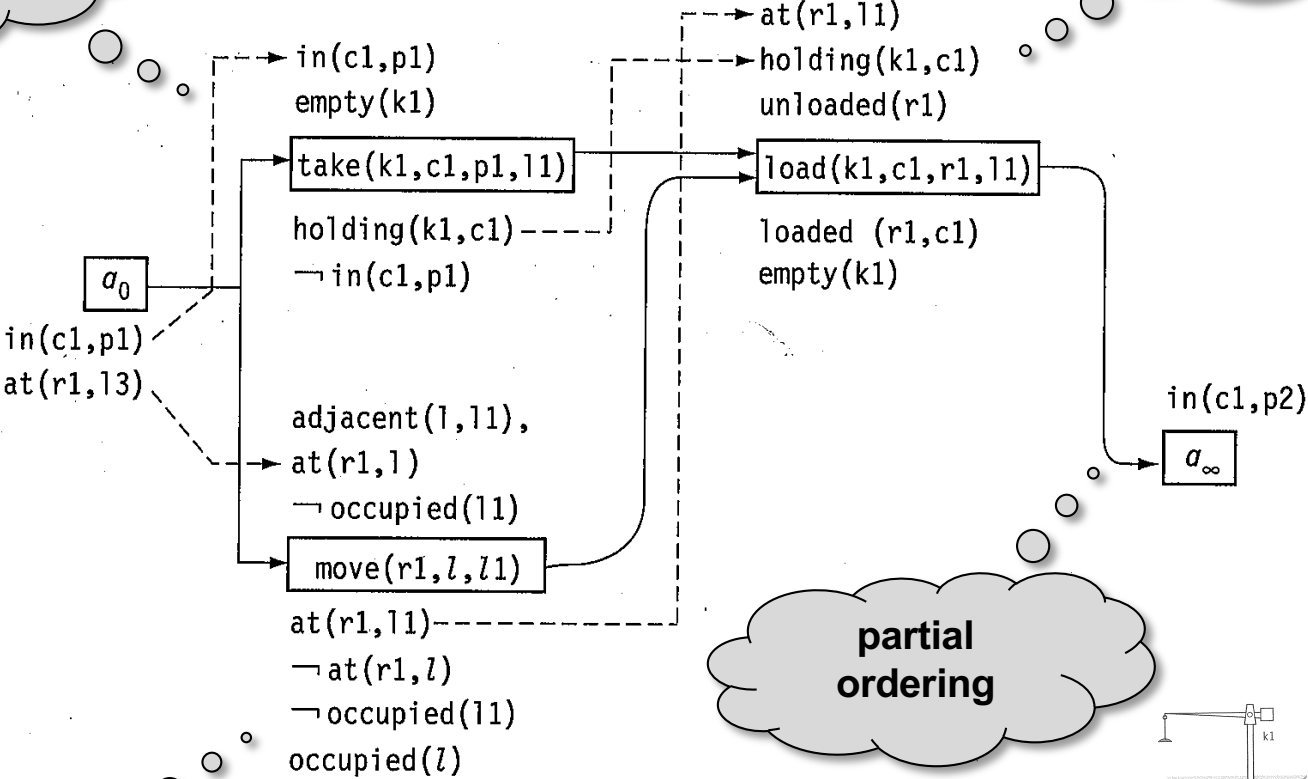 in(c1,p1)
empty(k1)
take(k1,c1,p1,l1)
holding(k1,c1)
¬in(c1,p1)
a₀
in(c1,p1)
at(r1,l3)
adjacent(l,l1),
at(r1,l)
¬occupied(l1)
move(r1,l,l1)
at(r1,l1)
¬at(r1,l)
¬occupied(l1)
occupied(l)
at(r1,l1)
holding(k1,c1)
unloaded(r1)
load(k1,c1,r1,l1)
loaded (r1,c1)
empty(k1)
in(c1,p2)
a∞
partial
ordering
k1